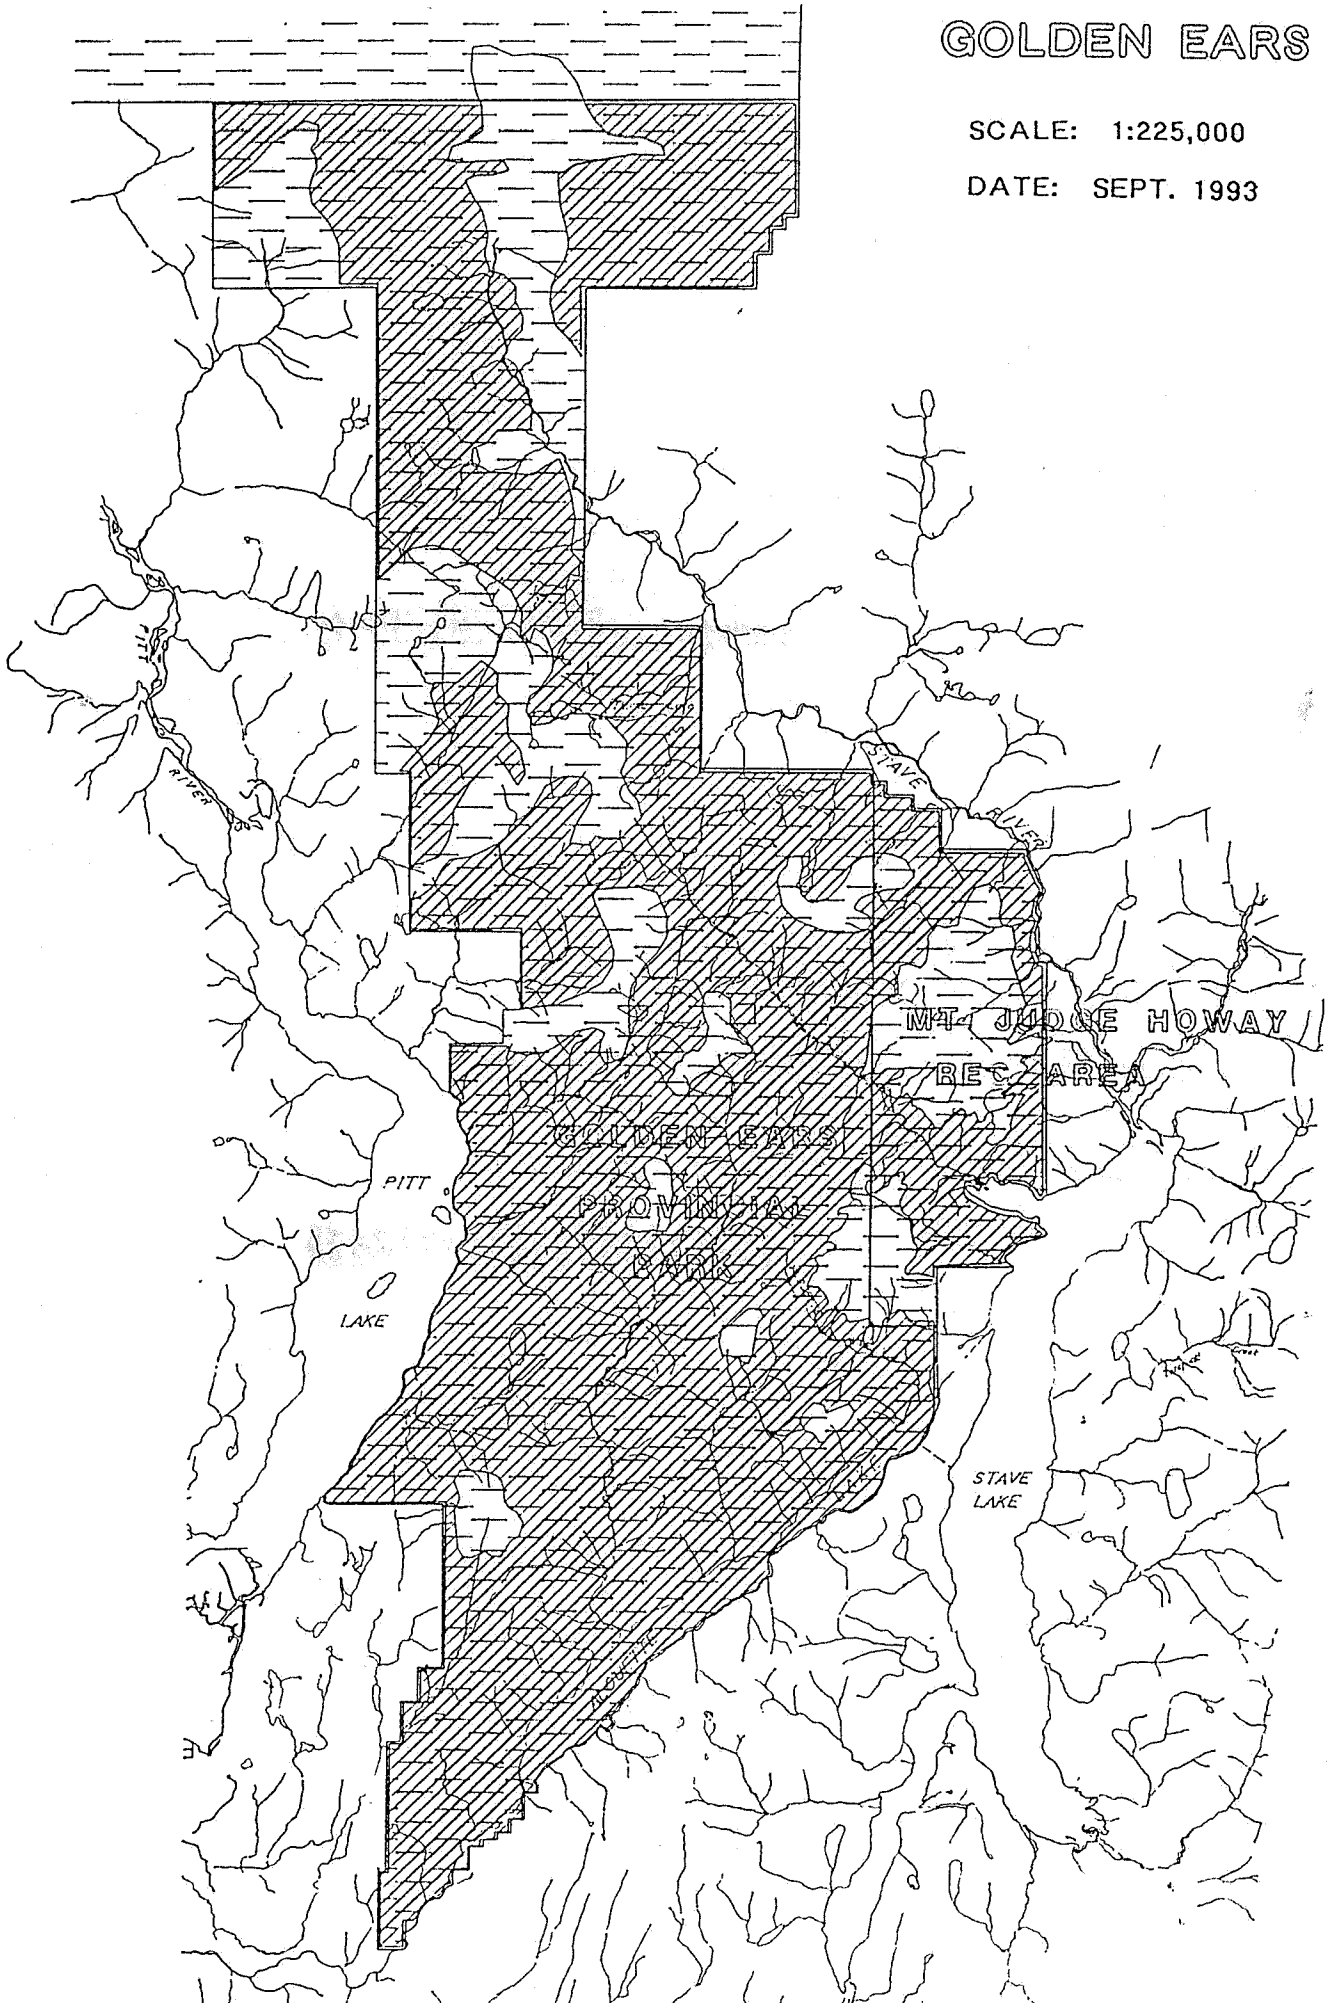 GOLDEN EARS
SCALE: 1:225,000
DATE: SEPT. 1993
PITT
RIVER
STAVE
RIVER
MT. JUDGE HOWAY
REC. AREA
GOLDEN EARS
PROVINCIAL
PARK
PITT
LAKE
STAVE
LAKE